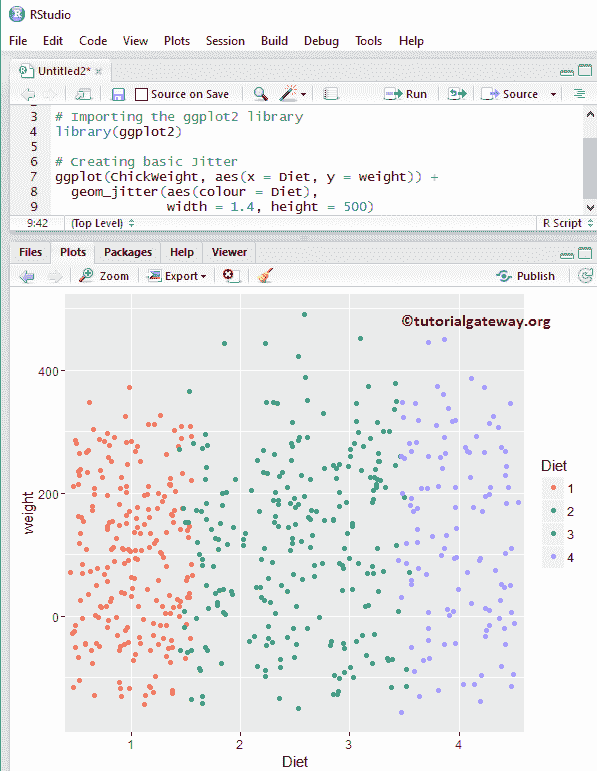 RStudio
File Edit Code View Plots Session Build Debug Tools Help
Untitled2*
Source on Save Run Source
3 # Importing the ggplot2 library
4 library(ggplot2)
5
6 # Creating basic Jitter
7 ggplot(ChickWeight, aes(x = Diet, y = weight)) +
8 geom_jitter(aes(colour = Diet),
9 width = 1.4, height = 500)
9:42 (Top Level) R Script
Files Plots Packages Help Viewer
Zoom Export Publish
©tutorialgateway.org
400
200
0
weight
1 2 3 4
Diet
Diet
1
2
3
4